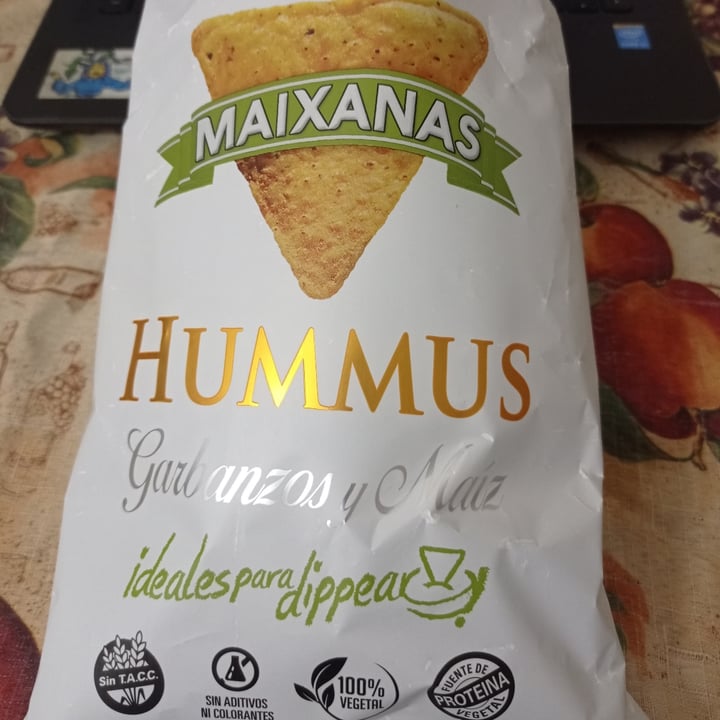 MAIXANAS
HUMMUS
Garbanzos y Maíz
ideales para dippear
Sin T.A.C.C.
SIN ADITIVOS
NI COLORANTES
100%
VEGETAL
FUENTE DE
PROTEINA
VEGETAL